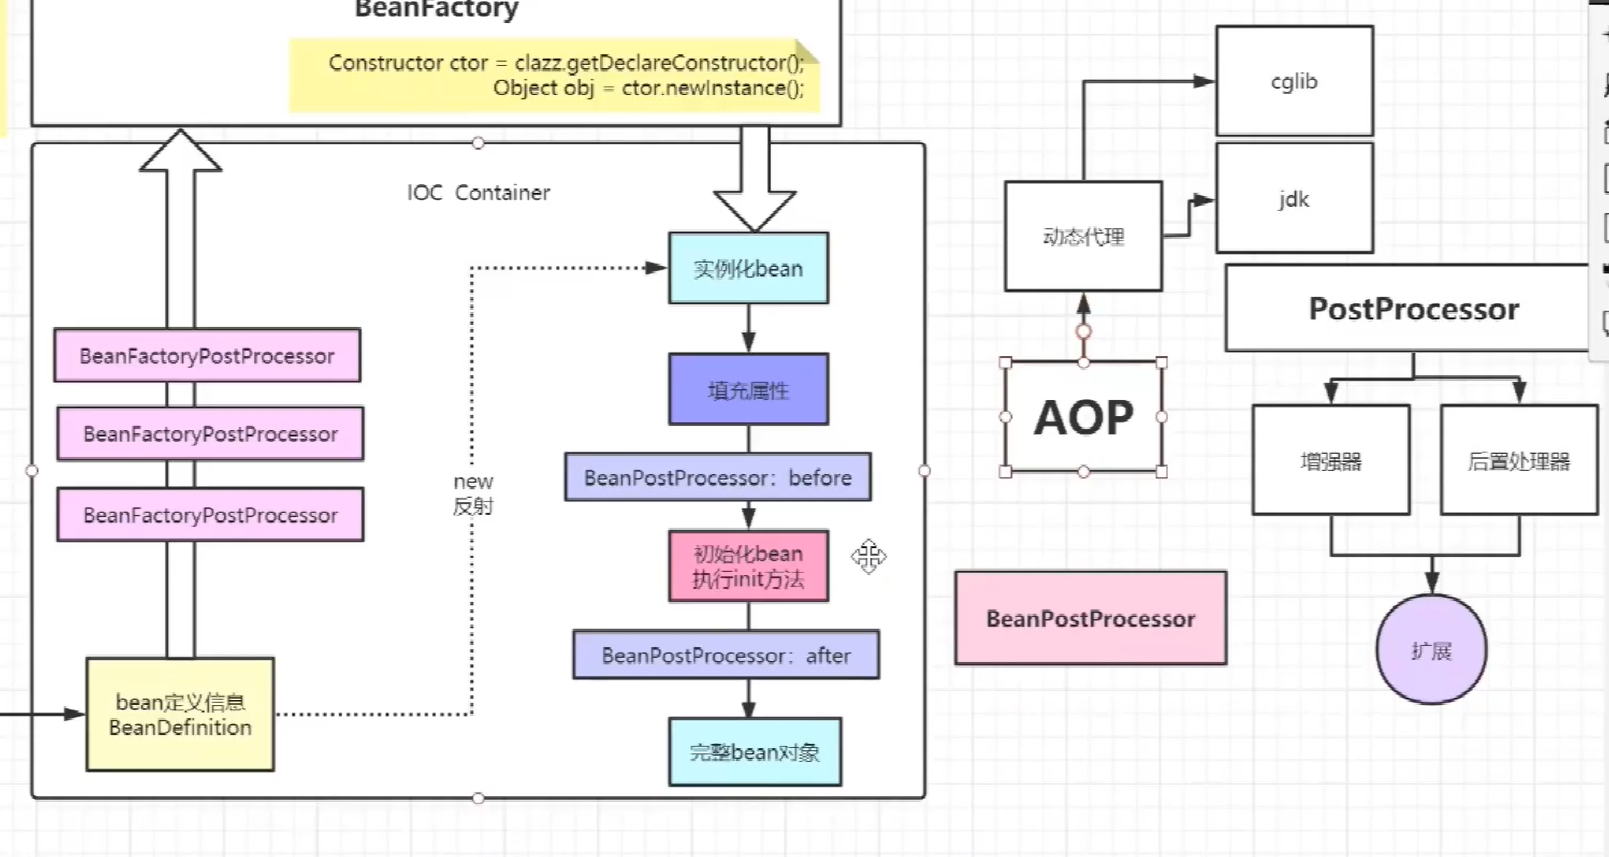 BeanFactory
Constructor ctor = clazz.getDeclareConstructor();
Object obj = ctor.newInstance();
IOC Container
实例化bean
填充属性
BeanPostProcessor：before
初始化bean
执行init方法
BeanPostProcessor：after
完整bean对象
BeanFactoryPostProcessor
BeanFactoryPostProcessor
BeanFactoryPostProcessor
new
反射
bean定义信息
BeanDefinition
cglib
jdk
动态代理
AOP
PostProcessor
增强器
后置处理器
扩展
BeanPostProcessor